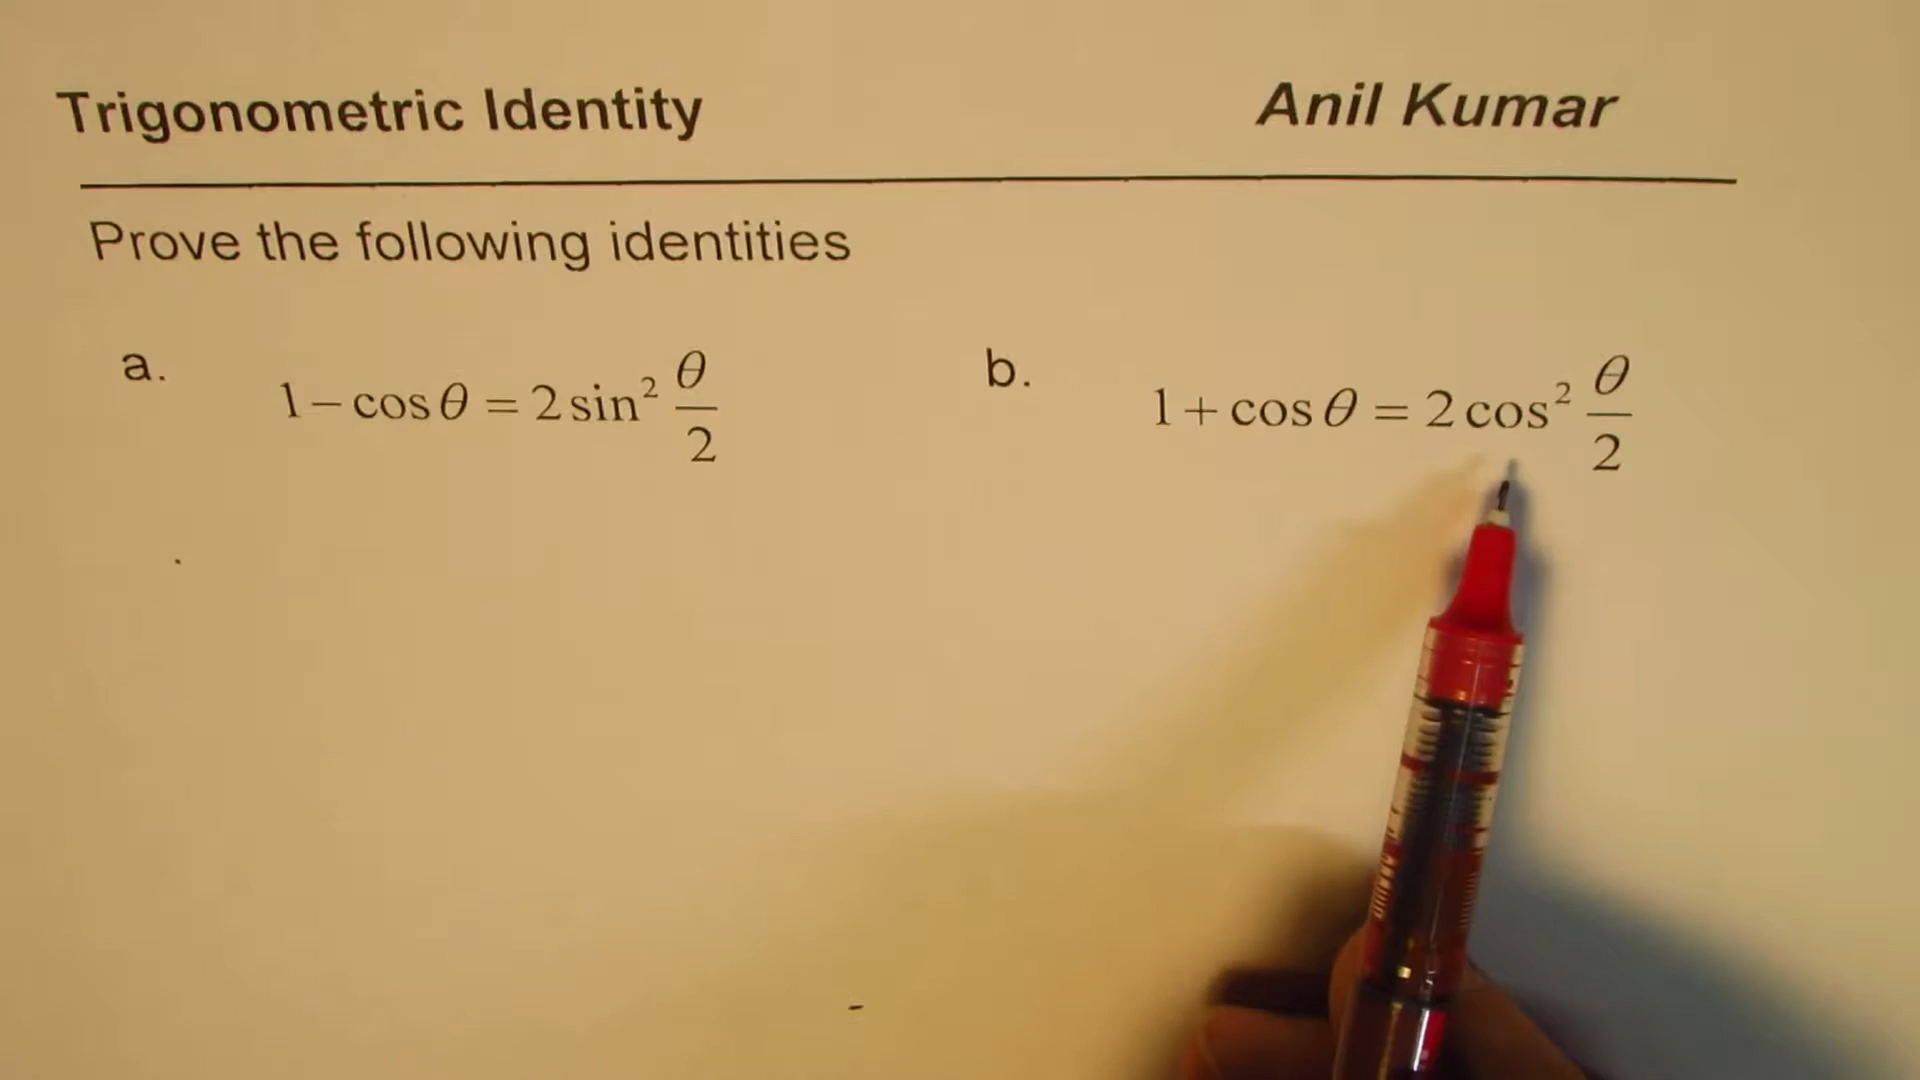 Trigonometric Identity
Anil Kumar
Prove the following identities
a. 1 − cos θ = 2 sin² θ/2
b. 1 + cos θ = 2 cos² θ/2